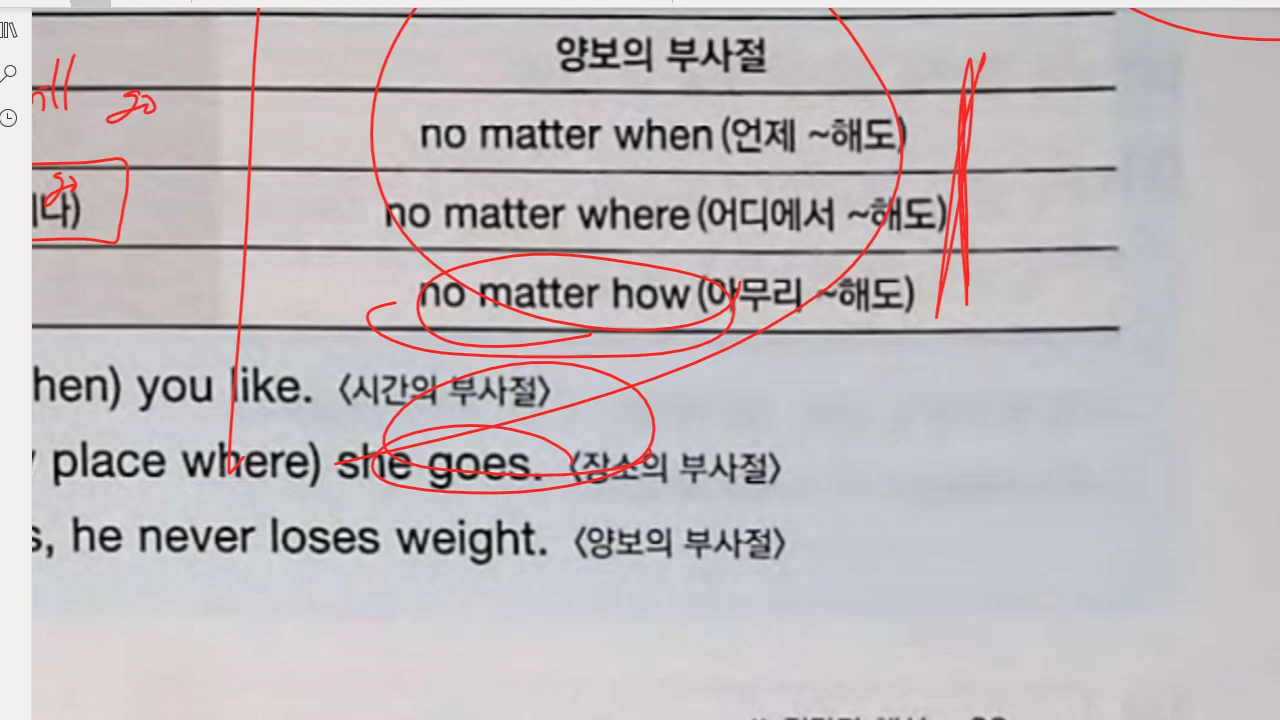 양보의 부사절
go
no matter when (언제 ~해도)
go
나)
no matter where (어디에서 ~해도)
no matter how (아무리 ~해도)
hen) you like. 〈시간의 부사절〉
place where) she goes. 〈장소의 부사절〉
s, he never loses weight. 〈양보의 부사절〉